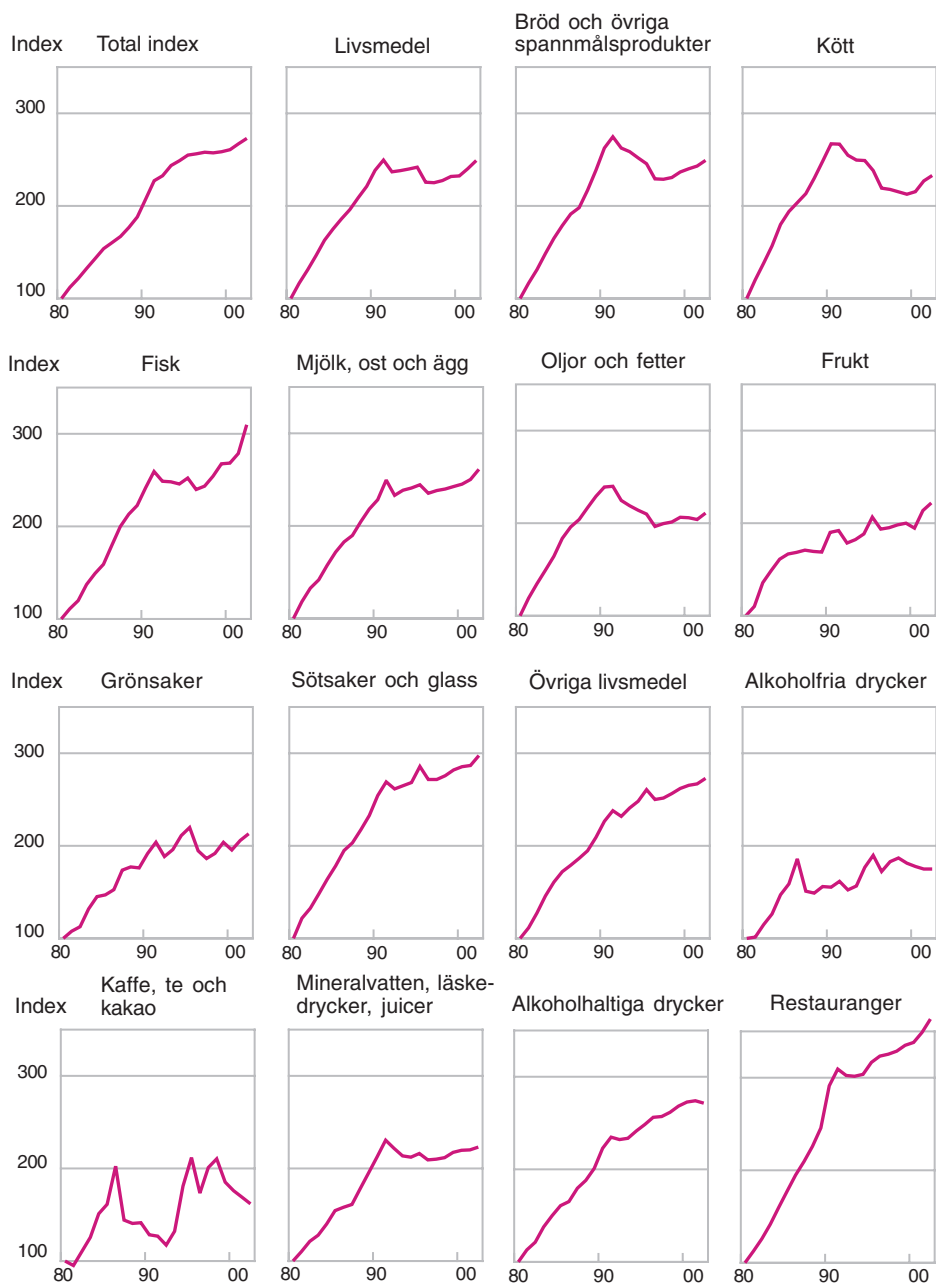 Index Total index Livsmedel Bröd och övriga
spannmålsprodukter Kött
300
200
100
80 90 00 80 90 00 80 90 00 80 90 00
Index Fisk Mjölk, ost och ägg Oljor och fetter Frukt
300
200
100
80 90 00 80 90 00 80 90 00 80 90 00
Index Grönsaker Sötsaker och glass Övriga livsmedel Alkoholfria drycker
300
200
100
80 90 00 80 90 00 80 90 00 80 90 00
Index Kaffe, te och
kakao Mineralvatten, läske-
drycker, juicer Alkoholhaltiga drycker Restauranger
300
200
100
80 90 00 80 90 00 80 90 00 80 90 00